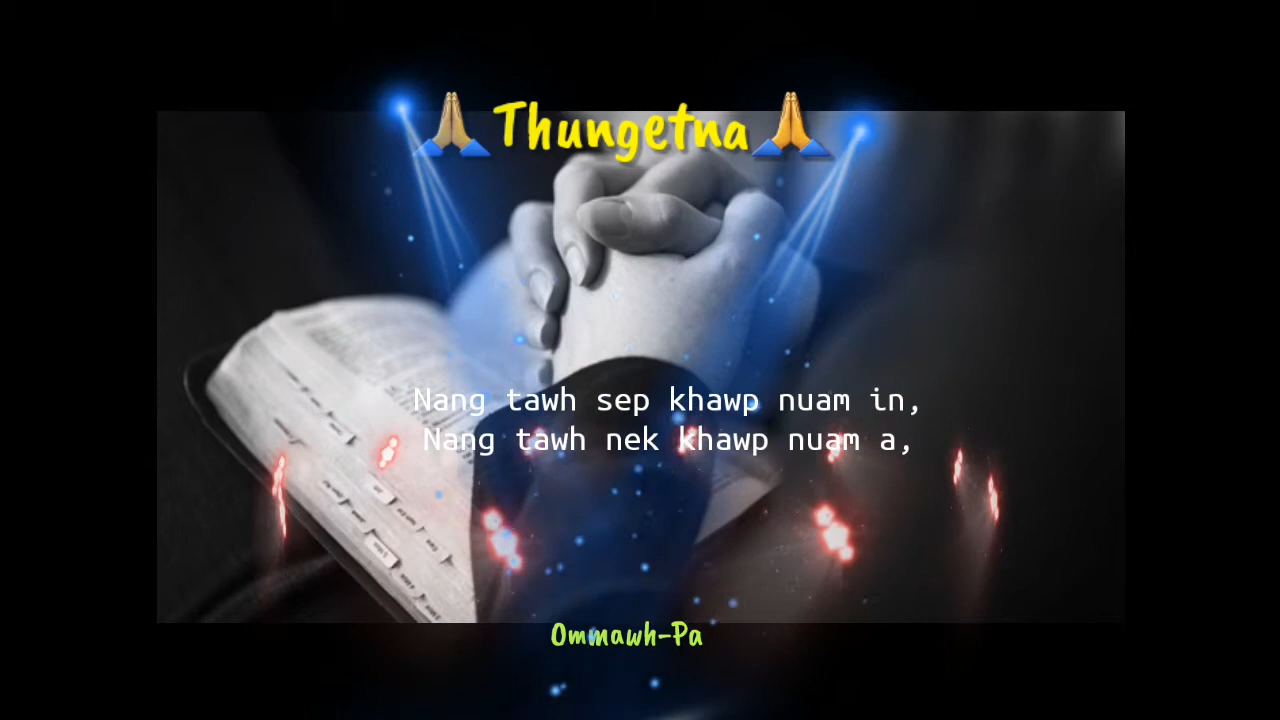 🙏Thungetna🙏
Nang tawh sep khawp nuam in,
Nang tawh nek khawp nuam a,
Ommawh-Pa